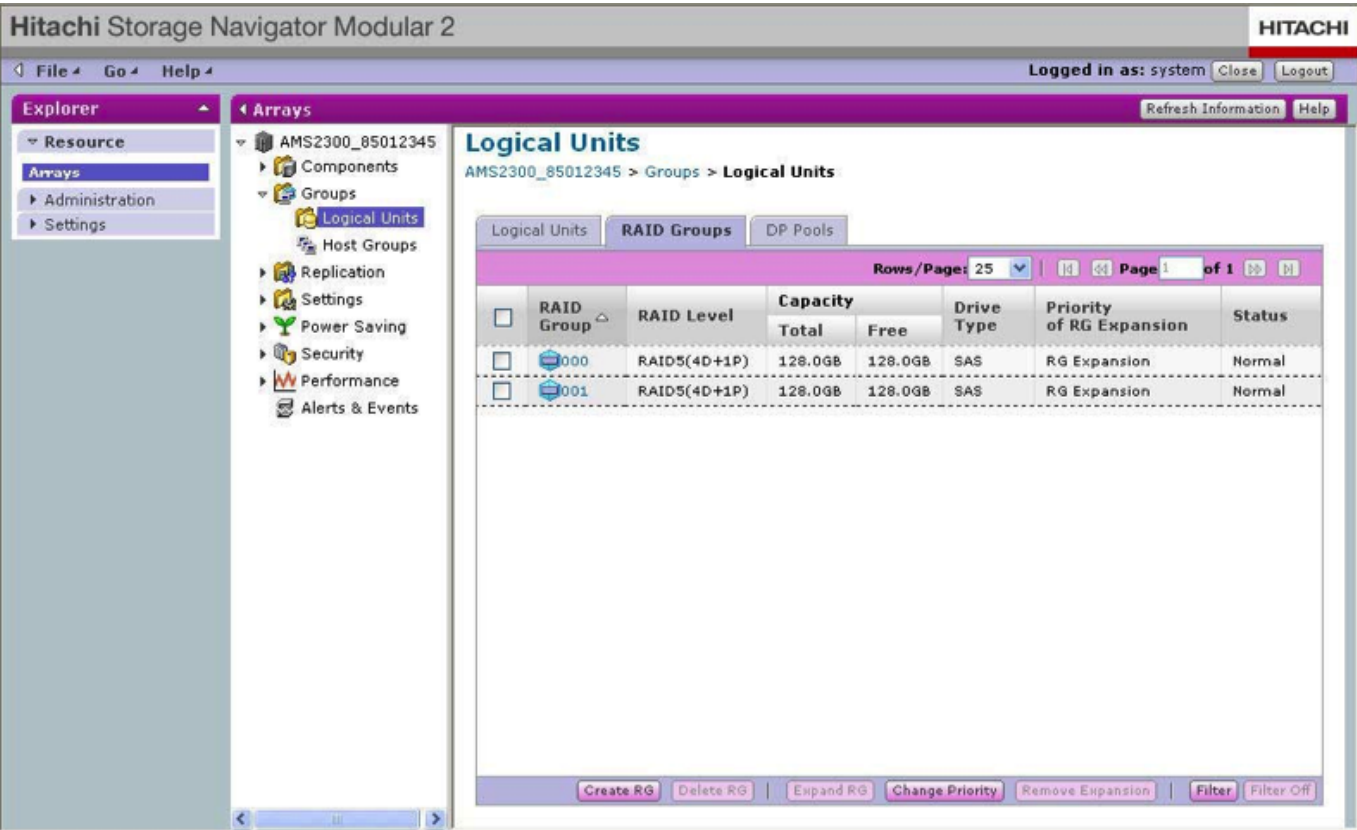 Hitachi Storage Navigator Modular 2
HITACHI
File Go Help
Logged in as: system Close Logout
Explorer
Arrays
Refresh Information Help
Resource
Arrays
Administration
Settings
AMS2300_85012345
Components
Groups
Logical Units
Host Groups
Replication
Settings
Power Saving
Security
Performance
Alerts & Events
Logical Units
AMS2300_85012345 > Groups > Logical Units
Logical Units RAID Groups DP Pools
Rows/Page: 25 Page 1 of 1
RAID Group RAID Level Capacity Total Free Drive Type Priority of RG Expansion Status
000 RAID5(4D+1P) 128.0GB 128.0GB SAS RG Expansion Normal
001 RAID5(4D+1P) 128.0GB 128.0GB SAS RG Expansion Normal
Create RG Delete RG Expand RG Change Priority Remove Expansion Filter Filter Off